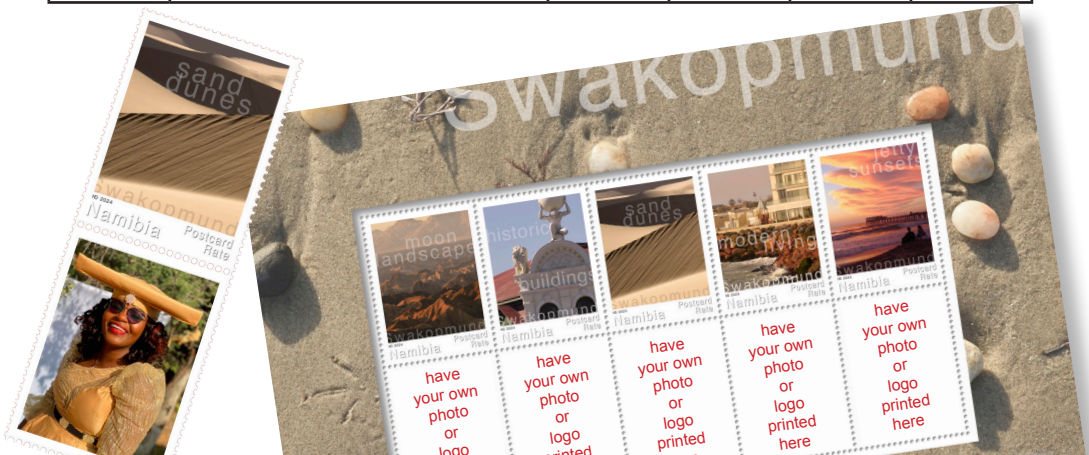 sand
dunes
swakopmund
HD 2024
Namibia
Postcard
Rate
Swakopmund
moon
landscape
swakopmund
Namibia
Postcard
Rate
historic
buildings
swakopmund
Namibia
Postcard
Rate
sand
dunes
swakopmund
Namibia
Postcard
Rate
modern
living
swakopmund
Namibia
Postcard
Rate
jetty
sunsets
swakopmund
Namibia
Postcard
Rate
have
your own
photo
or
logo
have
your own
photo
or
logo
printed
have
your own
photo
or
logo
printed
have
your own
photo
or
logo
printed
here
have
your own
photo
or
logo
printed
here